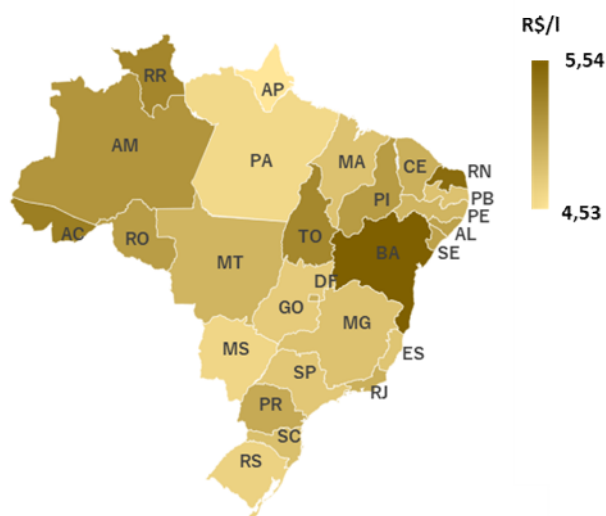 R$/l
5,54
4,53
RR
AP
AM
PA
MA
CE
RN
PB
PE
AL
SE
PI
AC
RO
TO
BA
MT
DF
GO
MG
ES
MS
SP
RJ
PR
SC
RS